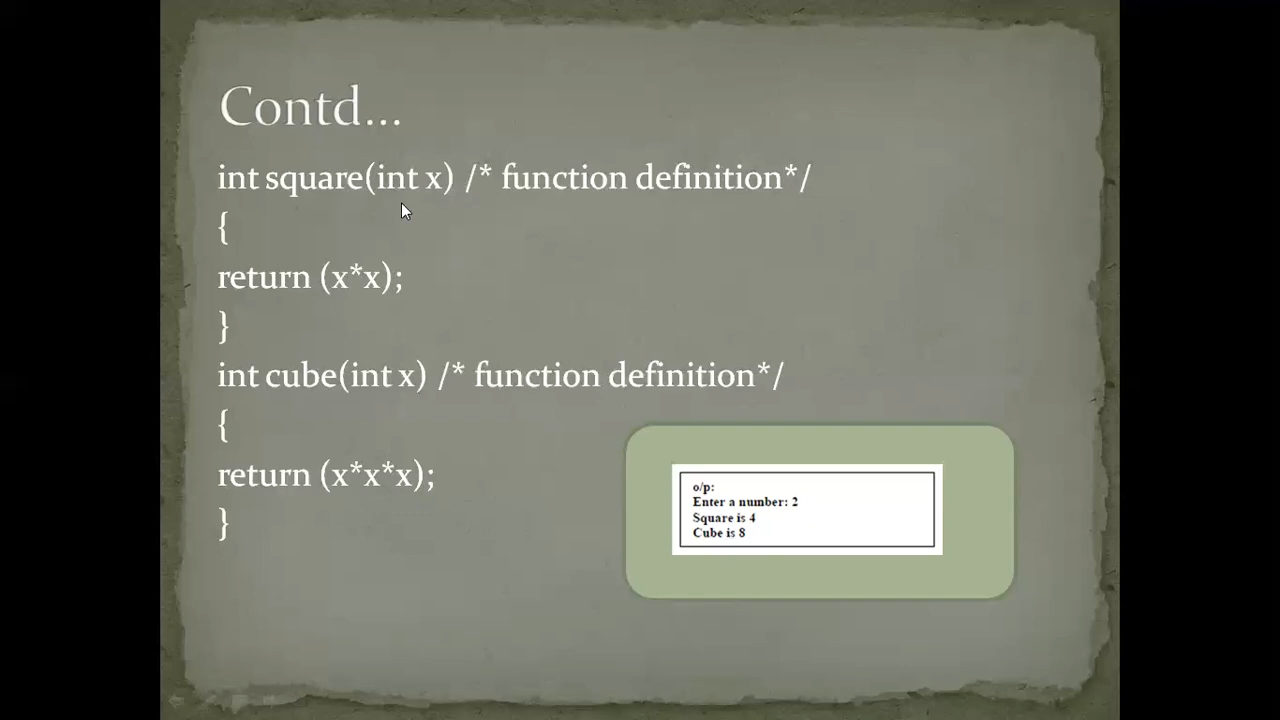 Contd...
int square(int x) /* function definition*/
{
return (x*x);
}
int cube(int x) /* function definition*/
{
return (x*x*x);
}
o/p:
Enter a number: 2
Square is 4
Cube is 8